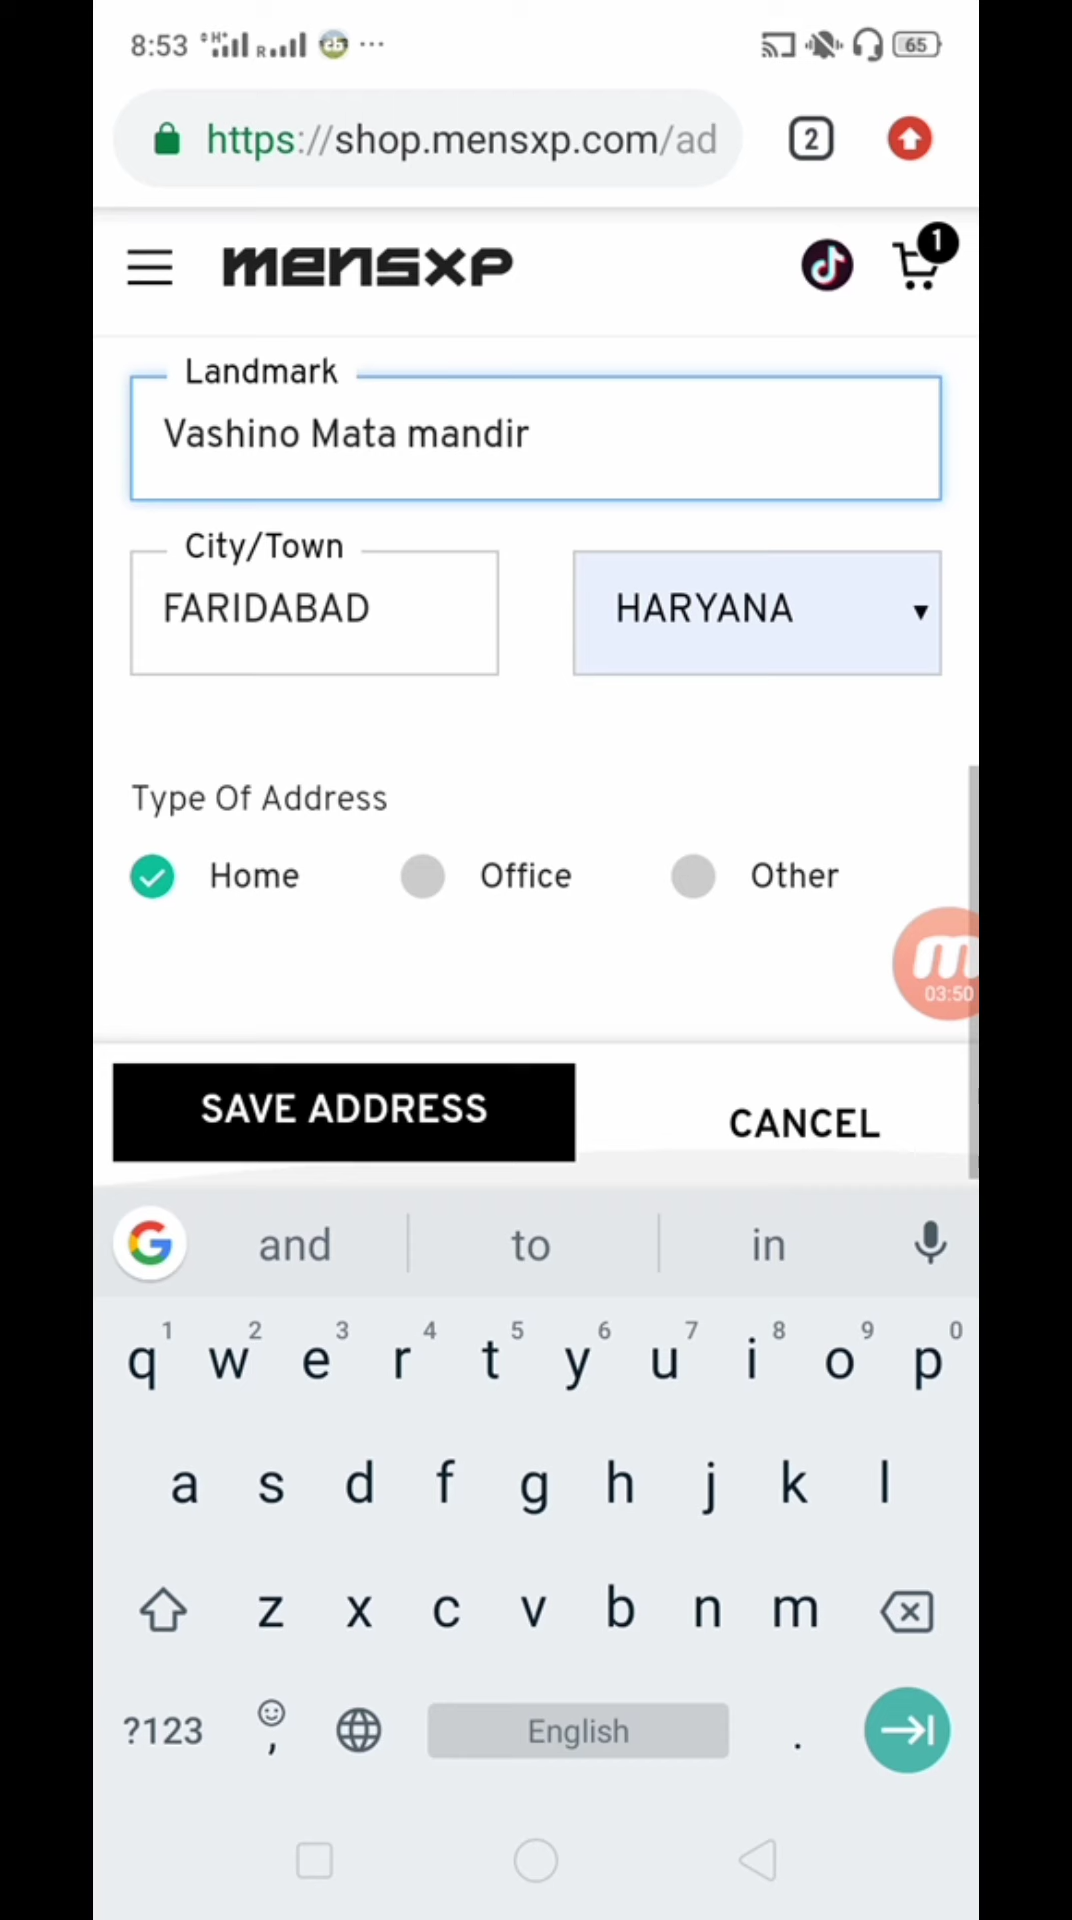 8:53 H+ R 65
https://shop.mensxp.com/ad 2
mensxp 1
Landmark
Vashino Mata mandir
City/Town
FARIDABAD HARYANA
Type Of Address
Home Office Other
m
03:50
SAVE ADDRESS CANCEL
G and to in
1 2 3 4 5 6 7 8 9 0
q w e r t y u i o p
a s d f g h j k l
z x c v b n m
?123 , English .